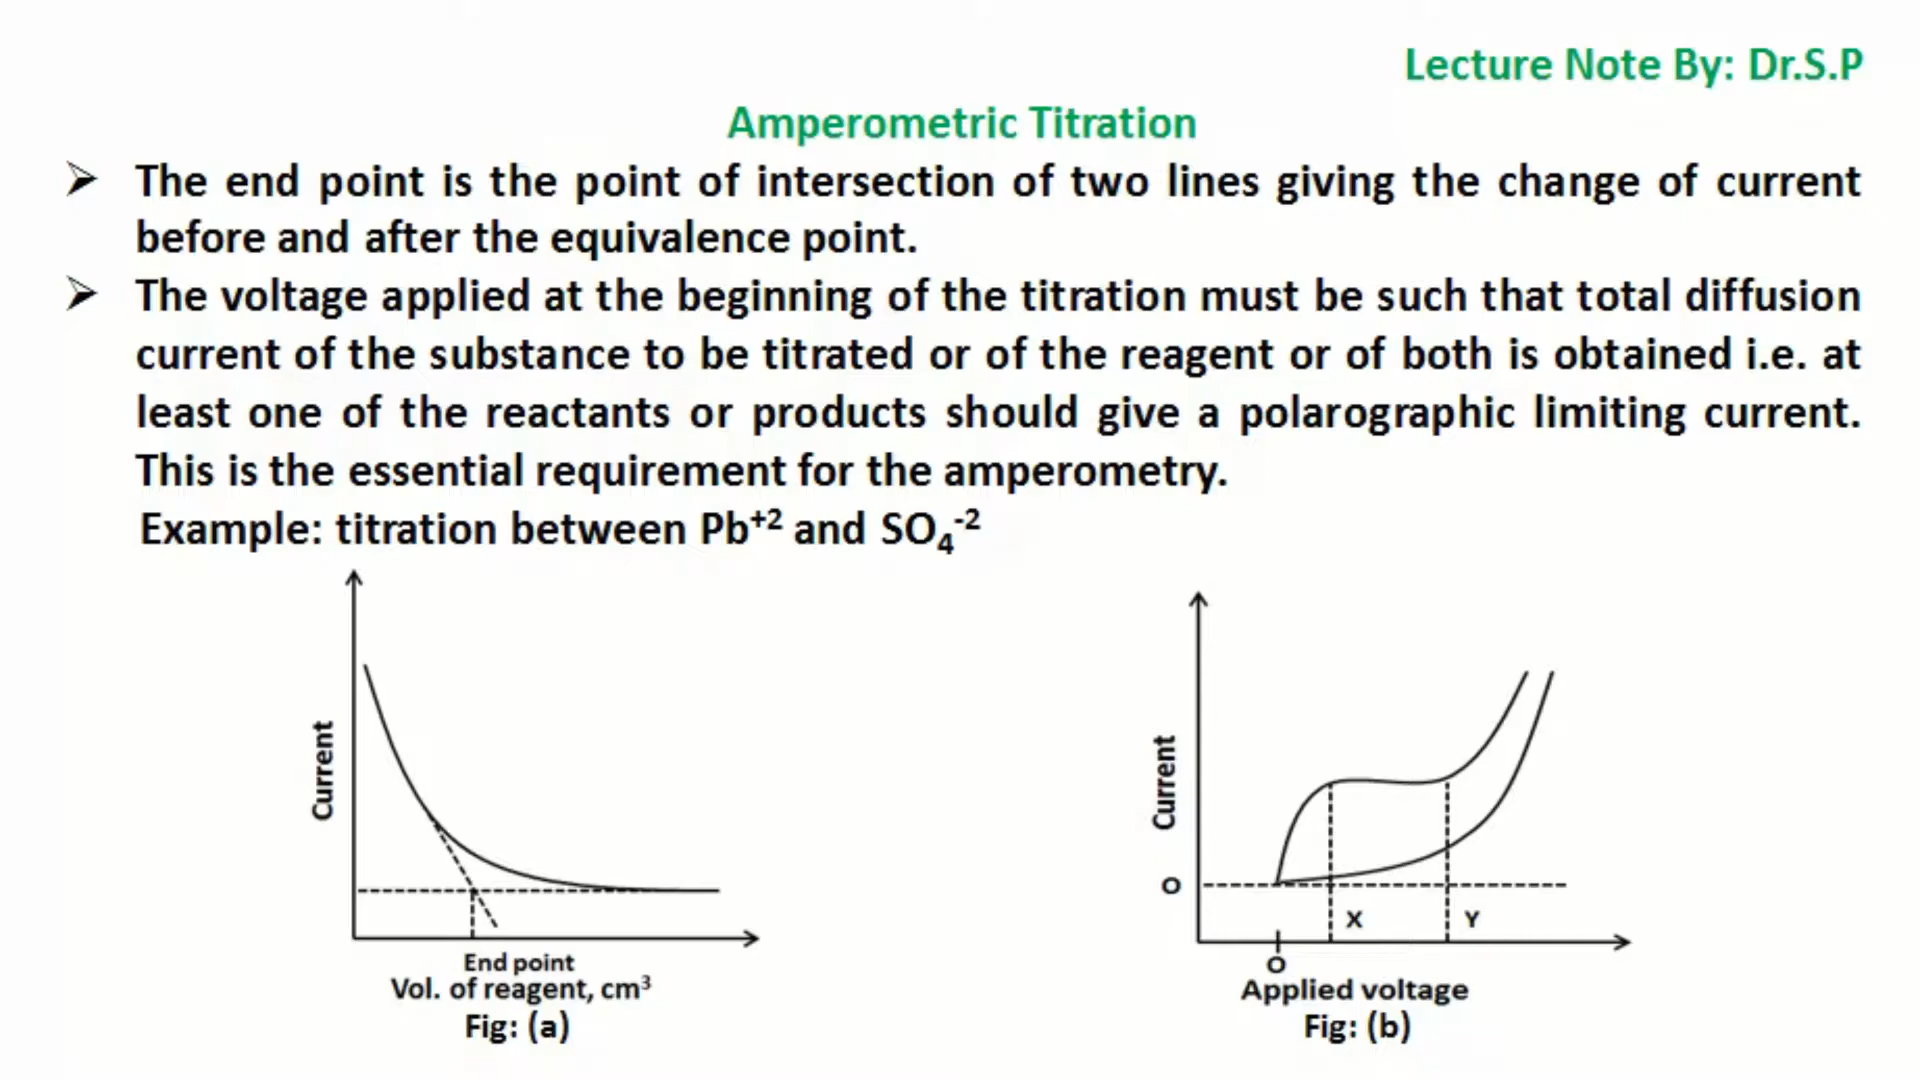 Lecture Note By: Dr.S.P
Amperometric Titration
➢ The end point is the point of intersection of two lines giving the change of current
before and after the equivalence point.
➢ The voltage applied at the beginning of the titration must be such that total diffusion
current of the substance to be titrated or of the reagent or of both is obtained i.e. at
least one of the reactants or products should give a polarographic limiting current.
This is the essential requirement for the amperometry.
Example: titration between Pb⁺² and SO₄⁻²
Current
End point
Vol. of reagent, cm³
Fig: (a)
Current
O
X
Y
O
Applied voltage
Fig: (b)